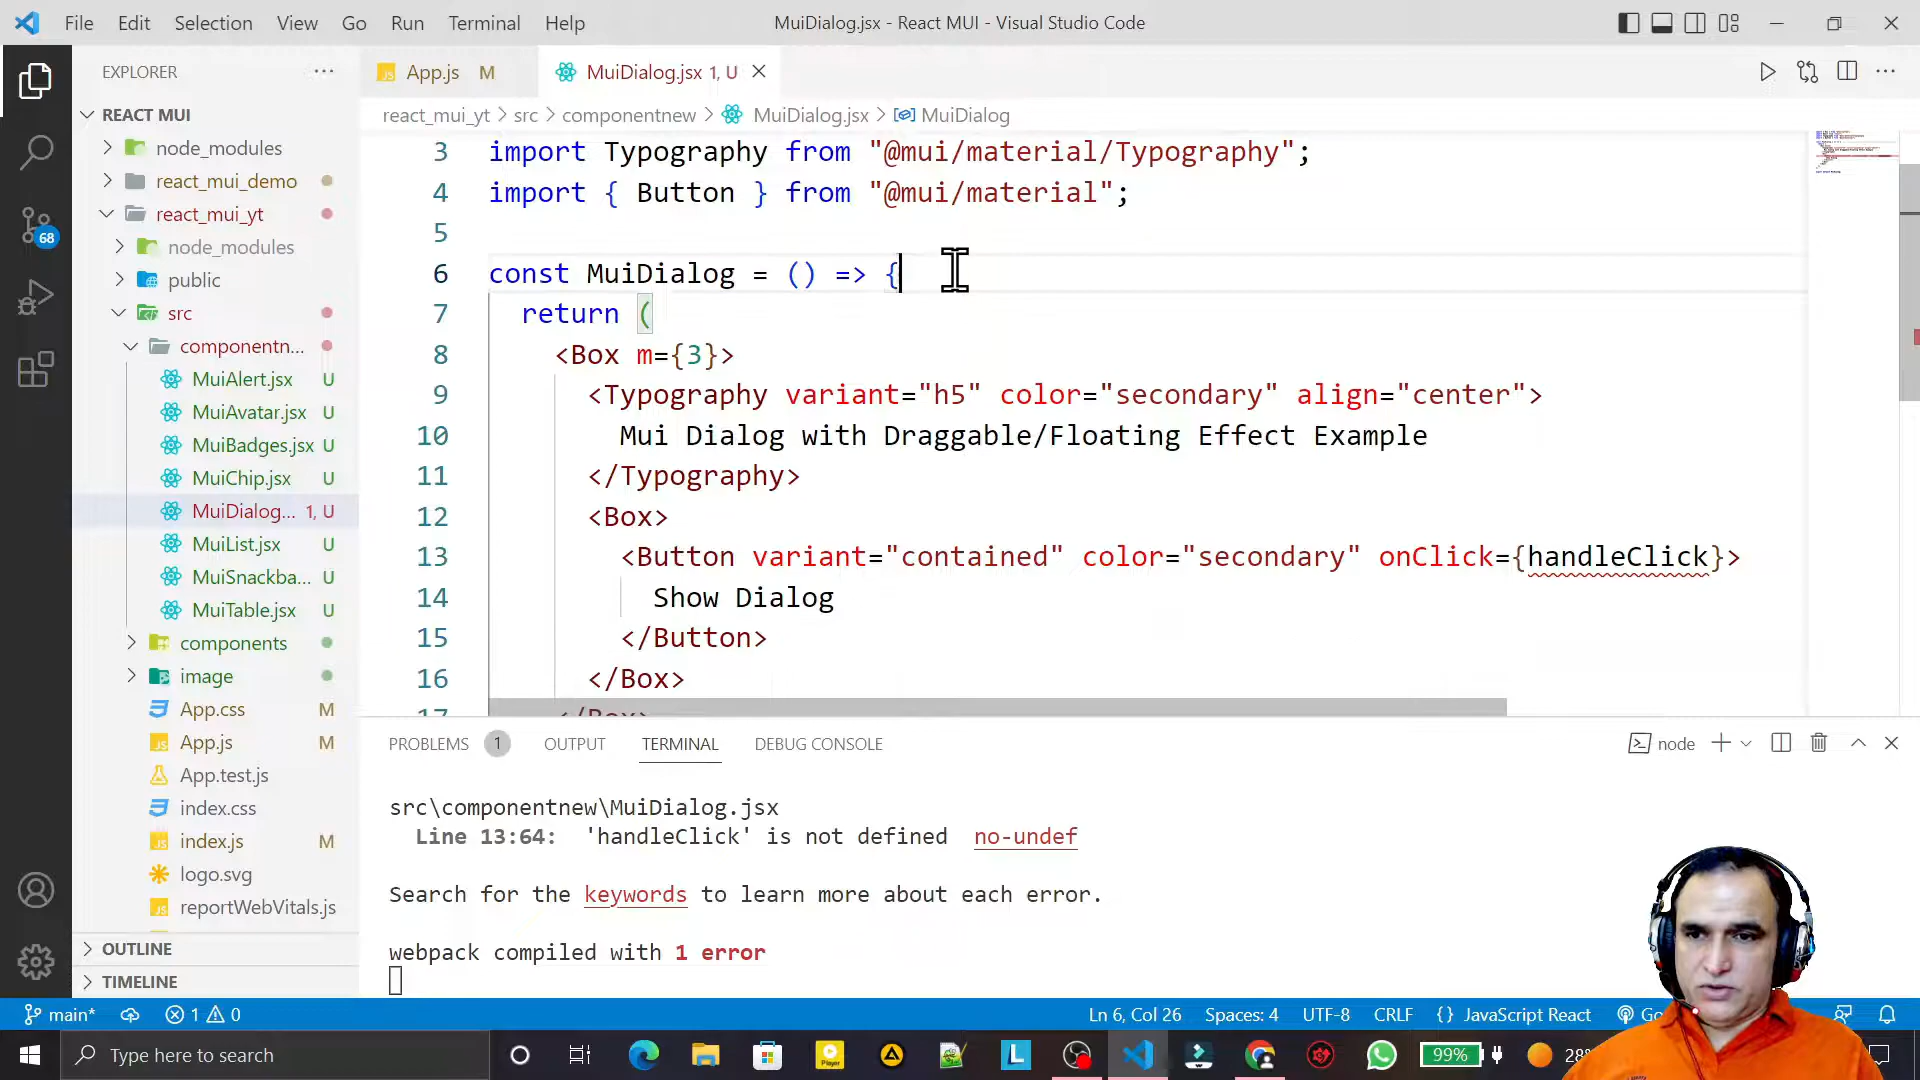 File Edit Selection View Go Run Terminal Help
MuiDialog.jsx - React MUI - Visual Studio Code
EXPLORER
REACT MUI
node_modules
react_mui_demo
react_mui_yt
node_modules
public
src
componentn...
MuiAlert.jsx U
MuiAvatar.jsx U
MuiBadges.jsx U
MuiChip.jsx U
MuiDialog... 1, U
MuiList.jsx U
MuiSnackba... U
MuiTable.jsx U
components
image
App.css M
App.js M
App.test.js
index.css
index.js M
logo.svg
reportWebVitals.js
OUTLINE
TIMELINE
68
App.js M
MuiDialog.jsx 1, U
react_mui_yt > src > componentnew > MuiDialog.jsx > MuiDialog
3 import Typography from "@mui/material/Typography";
4 import { Button } from "@mui/material";
5
6 const MuiDialog = () => {
7 return (
8 <Box m={3}>
9 <Typography variant="h5" color="secondary" align="center">
10 Mui Dialog with Draggable/Floating Effect Example
11 </Typography>
12 <Box>
13 <Button variant="contained" color="secondary" onClick={handleClick}>
14 Show Dialog
15 </Button>
16 </Box>
17 </Box>
PROBLEMS 1 OUTPUT TERMINAL DEBUG CONSOLE
node
src\componentnew\MuiDialog.jsx
Line 13:64: 'handleClick' is not defined no-undef
Search for the keywords to learn more about each error.
webpack compiled with 1 error
main* 1 0
Ln 6, Col 26 Spaces: 4 UTF-8 CRLF {} JavaScript React
Type here to search
99%